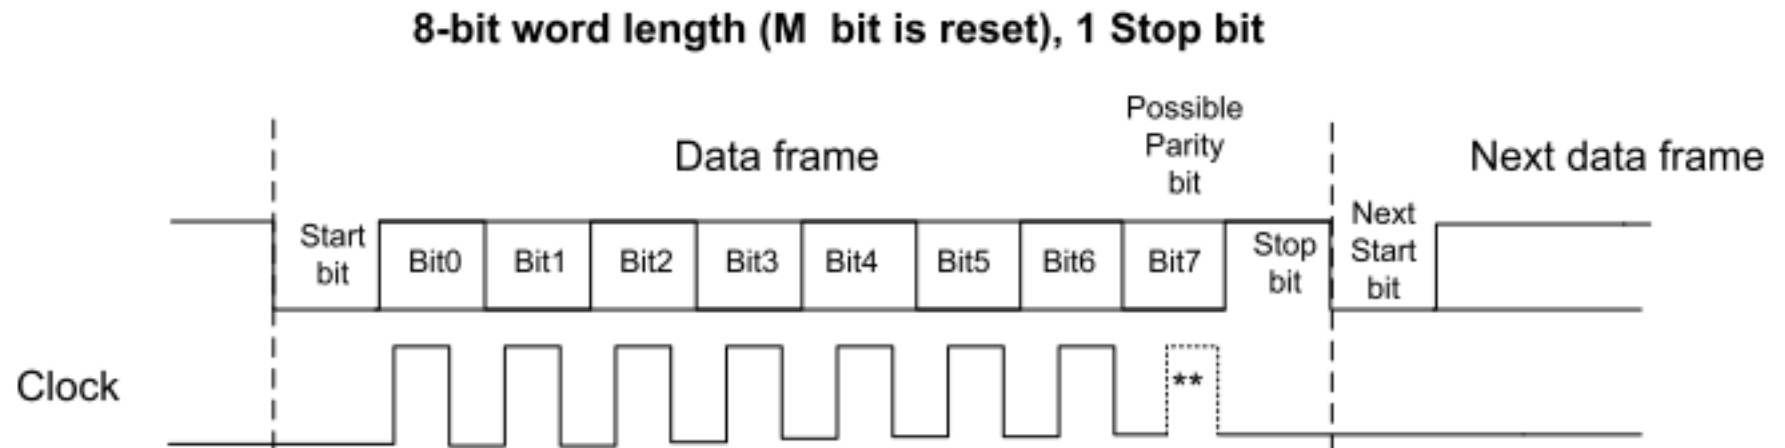 8-bit word length (M bit is reset), 1 Stop bit
Possible
Parity
bit
Data frame
Next data frame
Start
bit
Bit0
Bit1
Bit2
Bit3
Bit4
Bit5
Bit6
Bit7
Stop
bit
Next
Start
bit
Clock
**